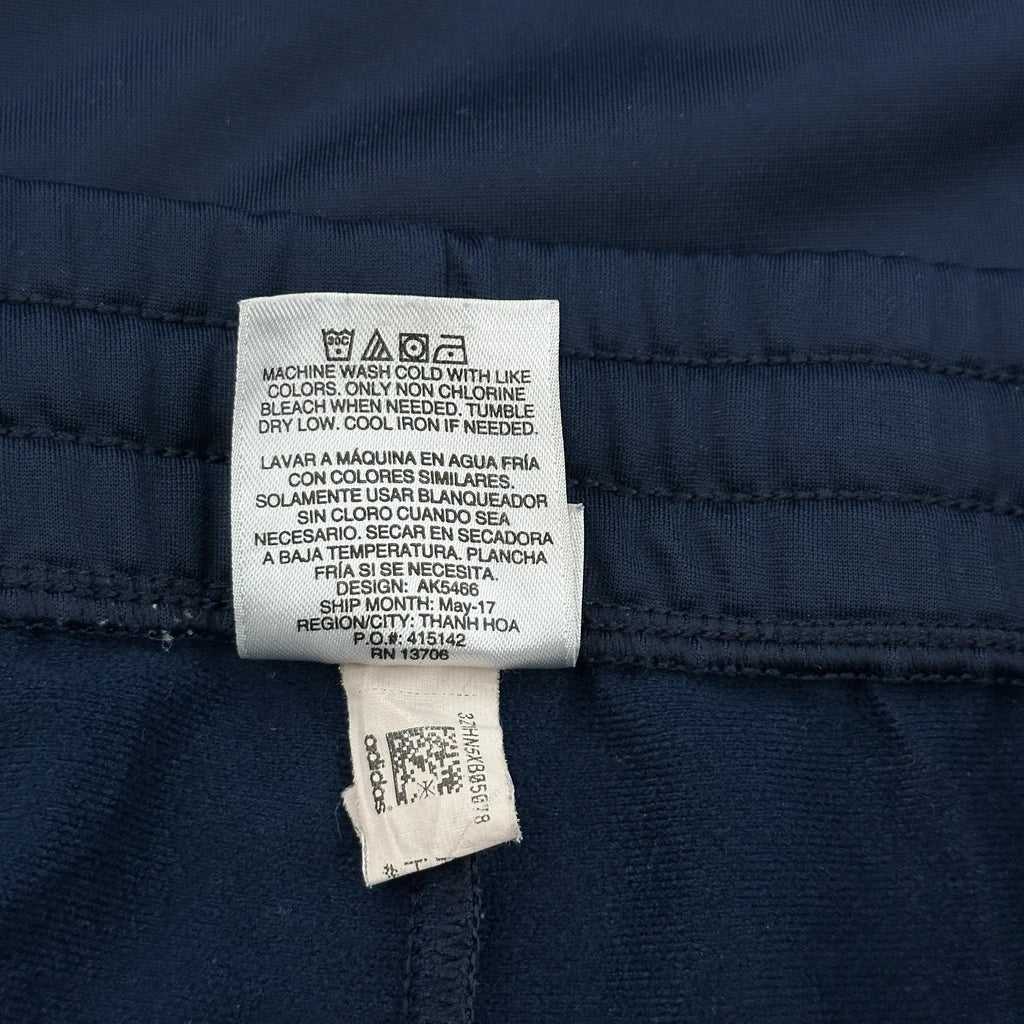 30C
MACHINE WASH COLD WITH LIKE
COLORS. ONLY NON CHLORINE
BLEACH WHEN NEEDED. TUMBLE
DRY LOW. COOL IRON IF NEEDED.
LAVAR A MÁQUINA EN AGUA FRÍA
CON COLORES SIMILARES.
SOLAMENTE USAR BLANQUEADOR
SIN CLORO CUANDO SEA
NECESARIO. SECAR EN SECADORA
A BAJA TEMPERATURA. PLANCHA
FRÍA SI SE NECESITA.
DESIGN: AK5466
SHIP MONTH: May-17
REGION/CITY: THANH HOA
P.O.#: 415142
RN 13706
adidas